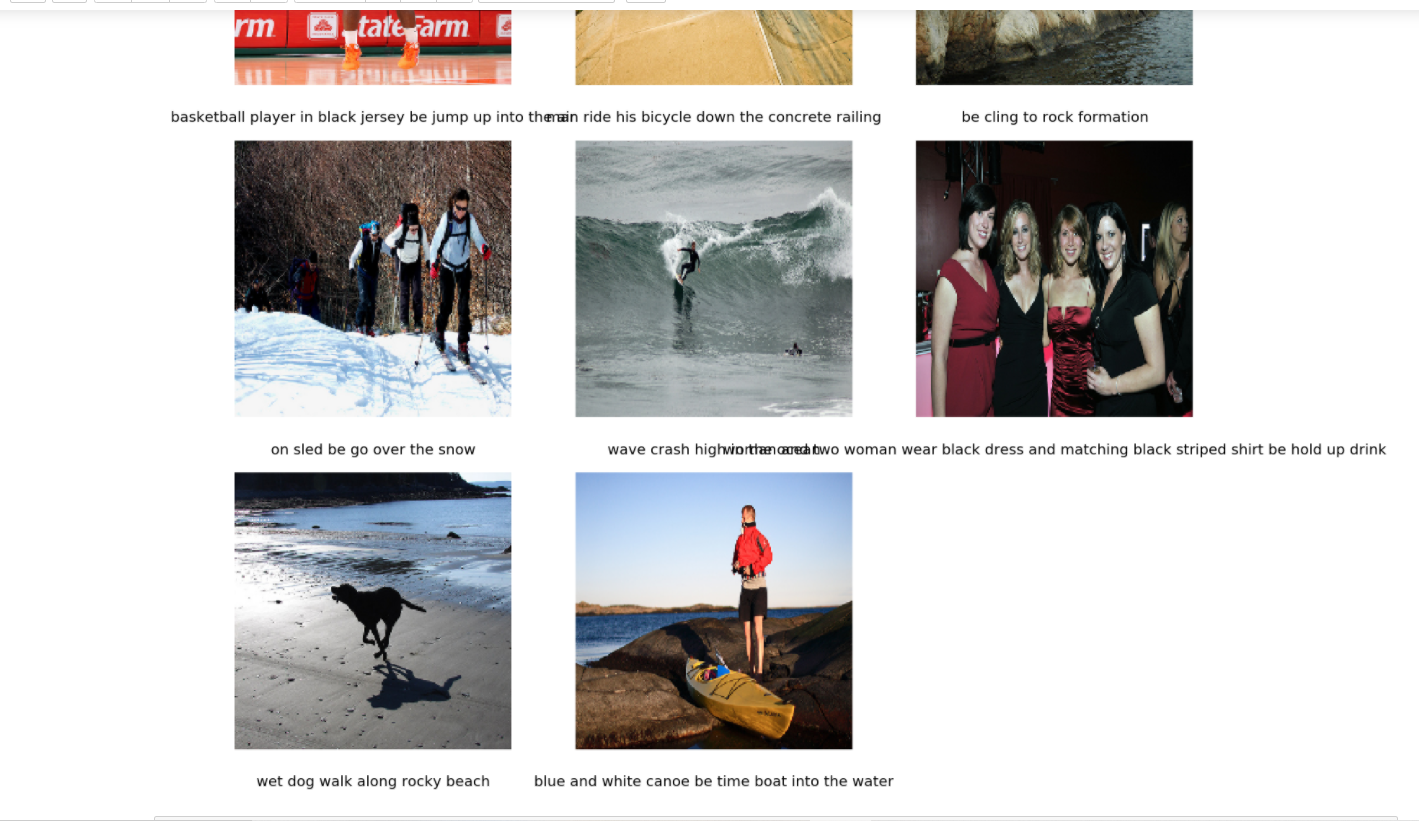 rm
StateFarm
basketball player in black jersey be jump up into the air
man ride his bicycle down the concrete railing
be cling to rock formation
on sled be go over the snow
wave crash high in the ocean
woman and two woman wear black dress and matching black striped shirt be hold up drink
wet dog walk along rocky beach
blue and white canoe be time boat into the water